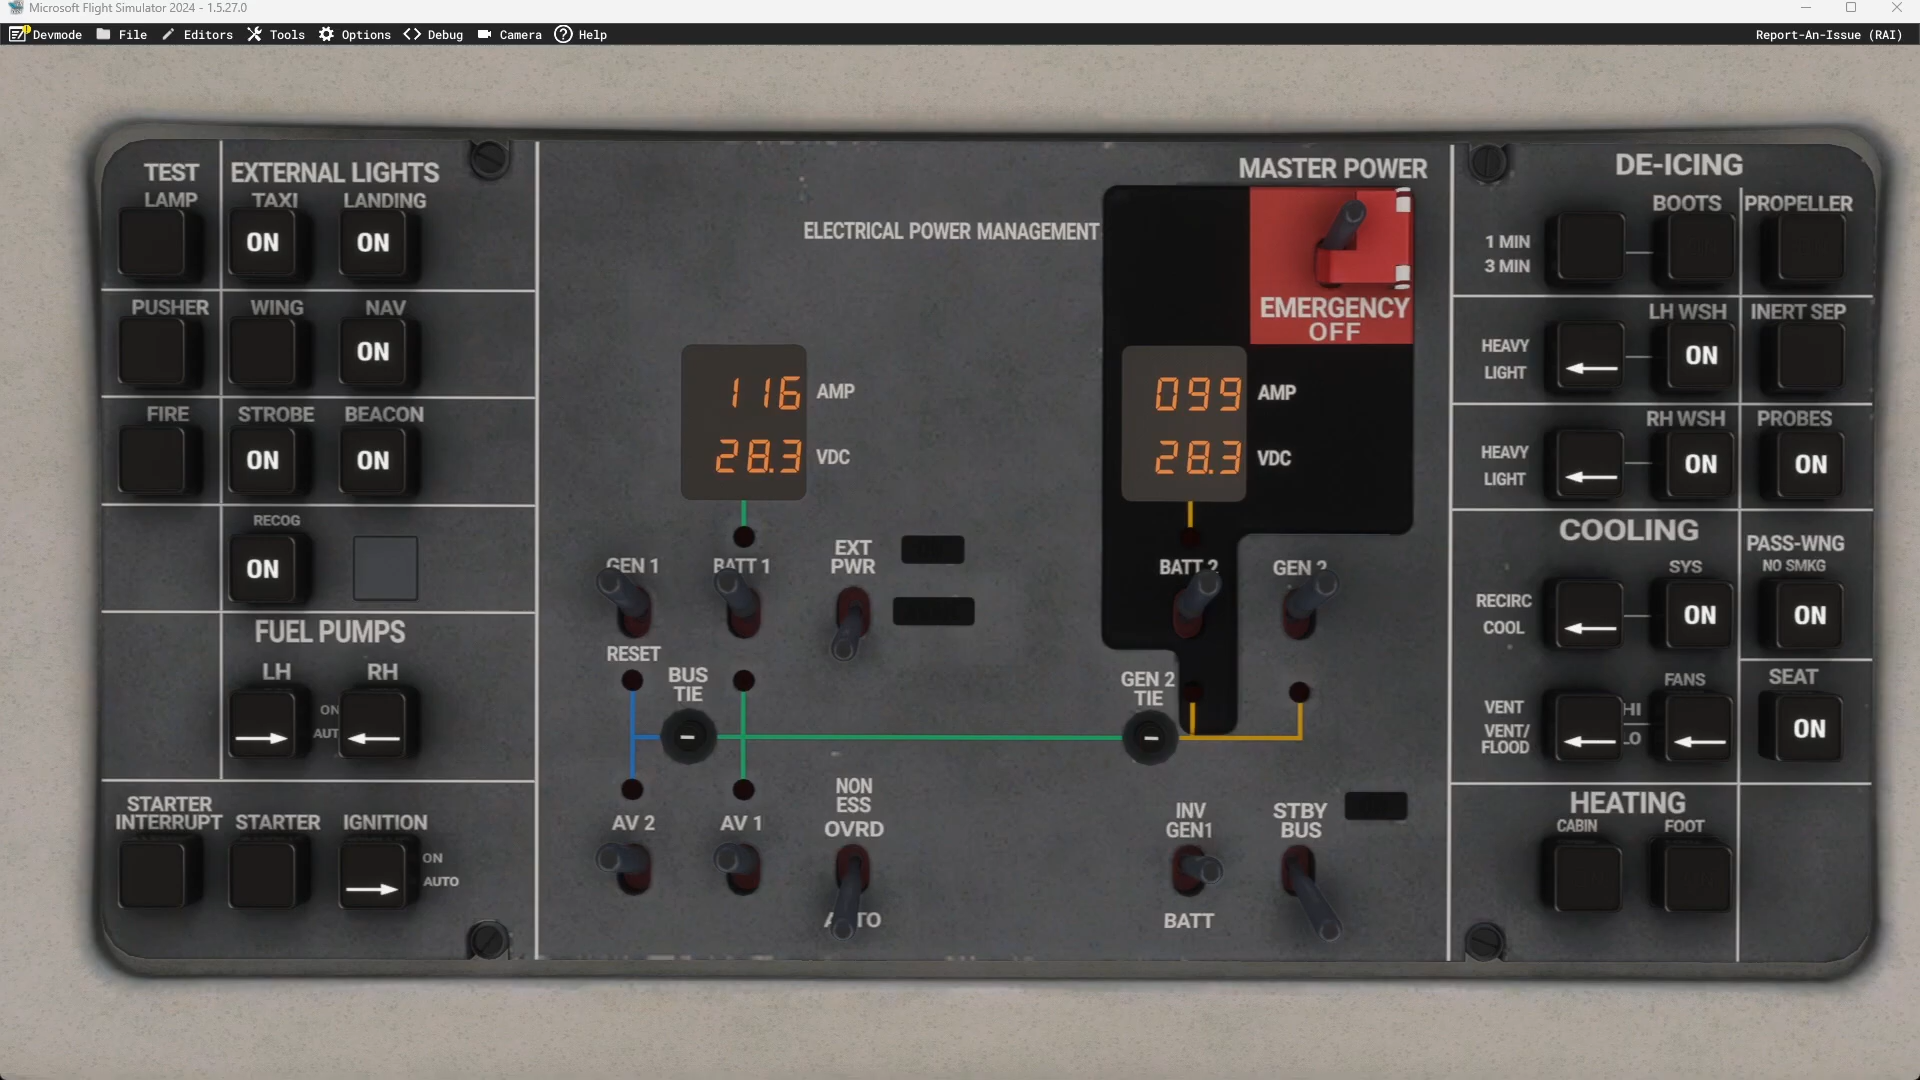 Microsoft Flight Simulator 2024 - 1.5.27.0
Devmode File Editors Tools Options Debug Camera Help Report-An-Issue (RAI)
TEST
LAMP
PUSHER
FIRE
EXTERNAL LIGHTS
TAXI LANDING
ON ON
WING NAV
ON
STROBE BEACON
ON ON
RECOG
ON
FUEL PUMPS
LH RH
ON
AUT
STARTER
INTERRUPT STARTER IGNITION
ON
AUTO
MASTER POWER
ELECTRICAL POWER MANAGEMENT
EMERGENCY
OFF
116 AMP
28.3 VDC
099 AMP
28.3 VDC
GEN 1 BATT 1
EXT
PWR
BATT 2 GEN 2
RESET
BUS
TIE
GEN 2
TIE
AV 2 AV 1
NON
ESS
OVRD
AUTO
INV
GEN1
BATT
STBY
BUS
DE-ICING
BOOTS PROPELLER
1 MIN
3 MIN
LH WSH INERT SEP
HEAVY
LIGHT
ON
RH WSH PROBES
HEAVY
LIGHT
ON ON
COOLING
SYS
RECIRC
COOL
ON
PASS-WNG
NO SMKG
ON
FANS
VENT
VENT/
FLOOD
HI
LO
SEAT
ON
HEATING
CABIN FOOT